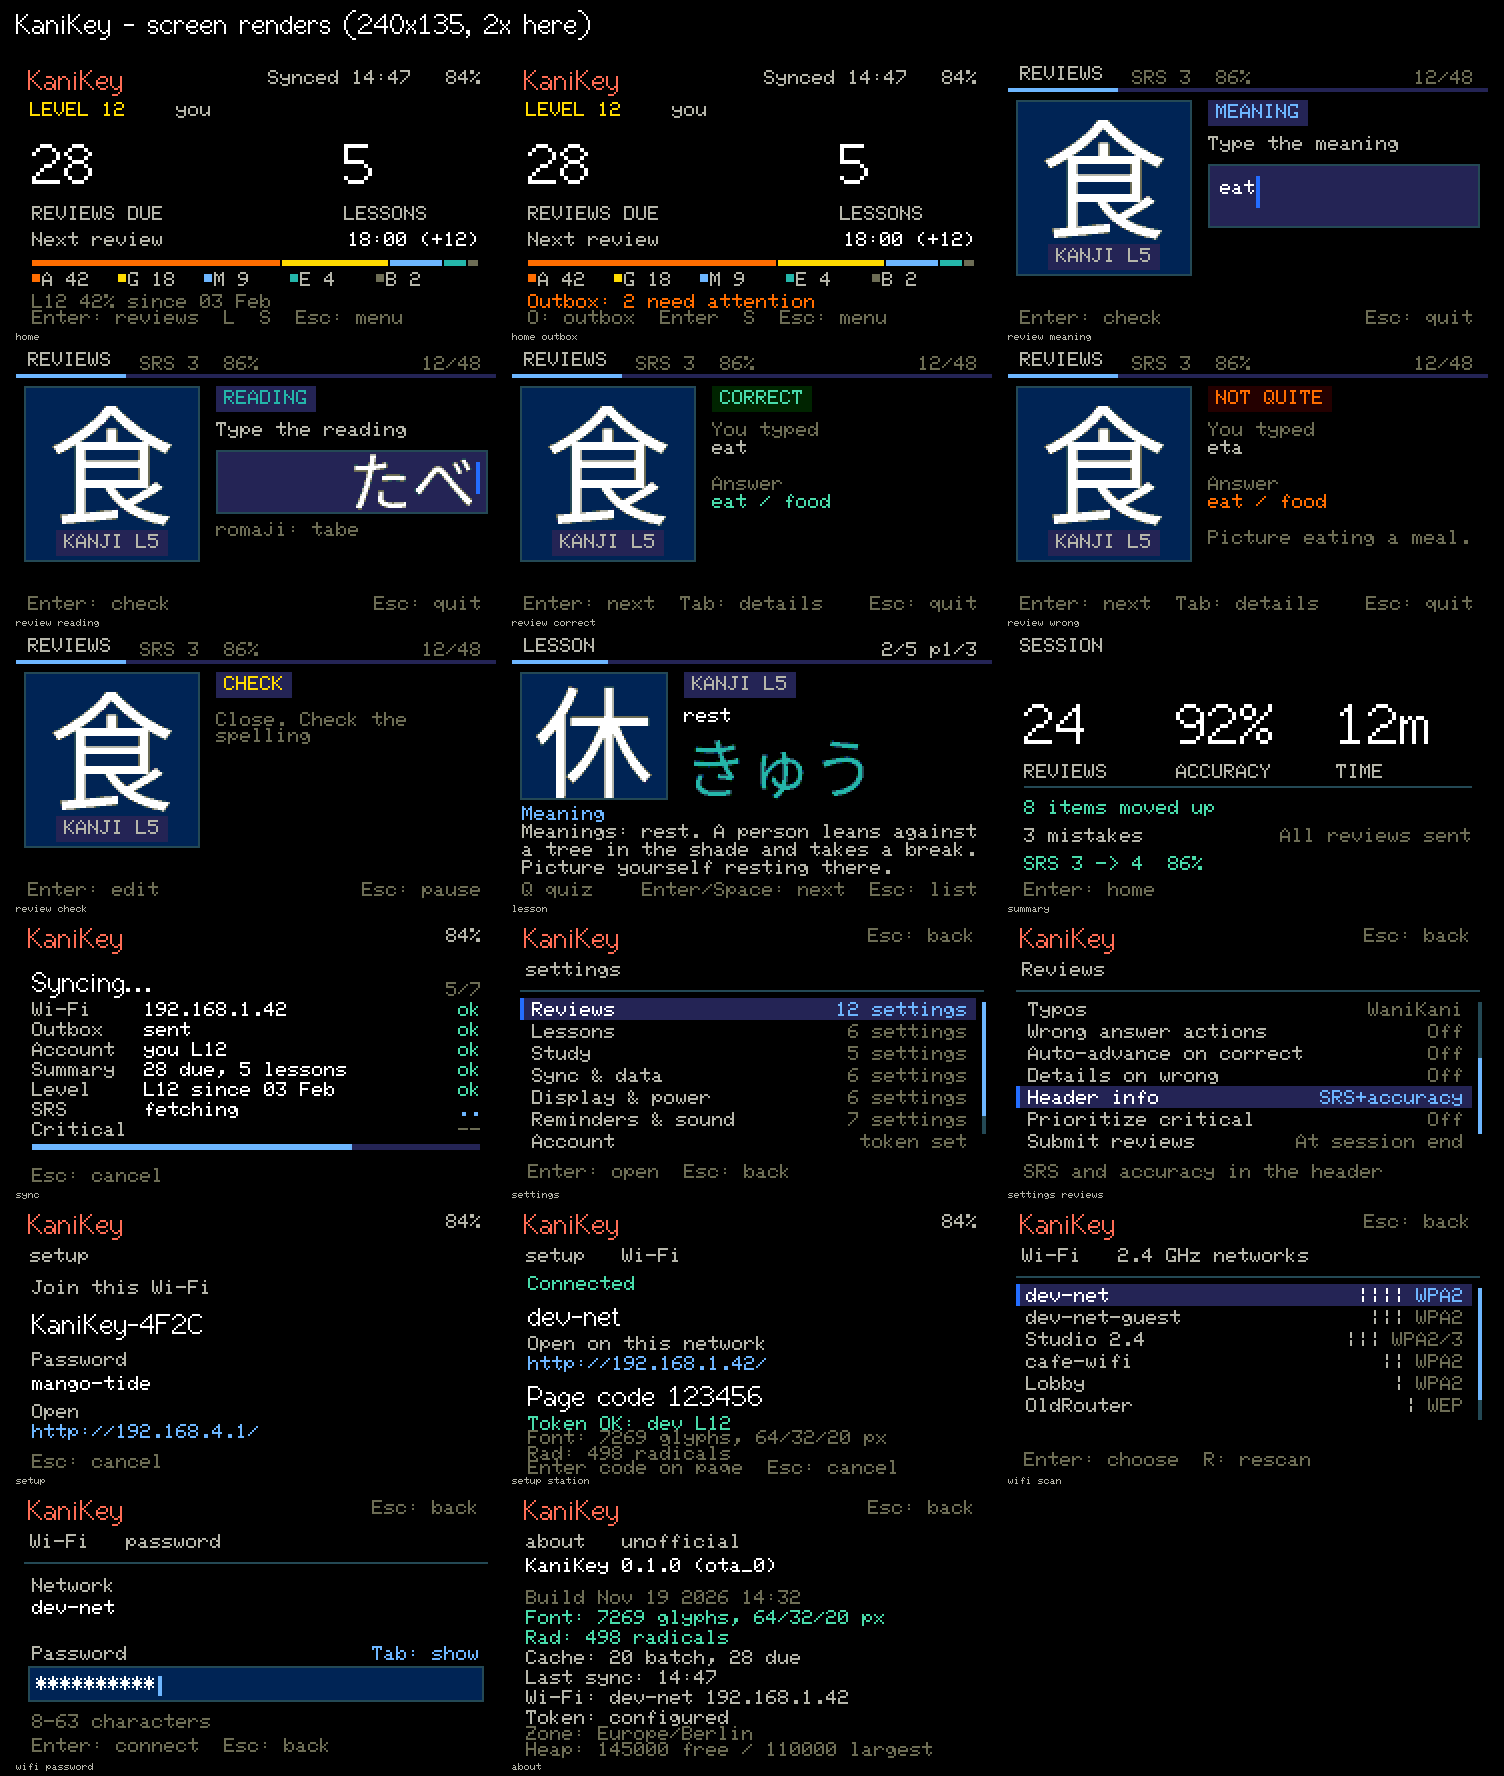 KaniKey - screen renders (240x135, 2x here)
KaniKey Synced 14:47 84%
LEVEL 12 you
28 5
REVIEWS DUE LESSONS
Next review 18:00 (+12)
A 42 G 18 M 9 E 4 B 2
L12 42% since 03 Feb
Enter: reviews L S Esc: menu
home
KaniKey Synced 14:47 84%
LEVEL 12 you
28 5
REVIEWS DUE LESSONS
Next review 18:00 (+12)
A 42 G 18 M 9 E 4 B 2
Outbox: 2 need attention
O: outbox Enter S Esc: menu
home outbox
REVIEWS SRS 3 86% 12/48
食
KANJI L5
MEANING
Type the meaning
eat
Enter: check Esc: quit
review meaning
REVIEWS SRS 3 86% 12/48
食
KANJI L5
READING
Type the reading
たべ
romaji: tabe
Enter: check Esc: quit
review reading
REVIEWS SRS 3 86% 12/48
食
KANJI L5
CORRECT
You typed
eat
Answer
eat / food
Enter: next Tab: details Esc: quit
review correct
REVIEWS SRS 3 86% 12/48
食
KANJI L5
NOT QUITE
You typed
eta
Answer
eat / food
Picture eating a meal.
Enter: next Tab: details Esc: quit
review wrong
REVIEWS SRS 3 86% 12/48
食
KANJI L5
CHECK
Close. Check the
spelling
Enter: edit Esc: pause
review check
LESSON 2/5 p1/3
休
KANJI L5
rest
きゅう
Meaning
Meanings: rest. A person leans against
a tree in the shade and takes a break.
Picture yourself resting there.
Q quiz Enter/Space: next Esc: list
lesson
SESSION
24 92% 12m
REVIEWS ACCURACY TIME
8 items moved up
3 mistakes All reviews sent
SRS 3 -> 4 86%
Enter: home
summary
KaniKey 84%
Syncing... 5/7
Wi-Fi 192.168.1.42 ok
Outbox sent ok
Account you L12 ok
Summary 28 due, 5 lessons ok
Level L12 since 03 Feb ok
SRS fetching ..
Critical --
Esc: cancel
sync
KaniKey Esc: back
settings
Reviews 12 settings
Lessons 6 settings
Study 5 settings
Sync & data 6 settings
Display & power 6 settings
Reminders & sound 7 settings
Account token set
Enter: open Esc: back
settings
KaniKey Esc: back
Reviews
Typos WaniKani
Wrong answer actions Off
Auto-advance on correct Off
Details on wrong Off
Header info SRS+accuracy
Prioritize critical Off
Submit reviews At session end
SRS and accuracy in the header
settings reviews
KaniKey 84%
setup
Join this Wi-Fi
KaniKey-4F2C
Password
mango-tide
Open
http://192.168.4.1/
Esc: cancel
setup
KaniKey 84%
setup Wi-Fi
Connected
dev-net
Open on this network
http://192.168.1.42/
Page code 123456
Token OK: dev L12
Font: 7269 glyphs, 64/32/20 px
Rad: 498 radicals
Enter code on page Esc: cancel
setup station
KaniKey Esc: back
Wi-Fi 2.4 GHz networks
dev-net WPA2
dev-net-guest WPA2
Studio 2.4 WPA2/3
cafe-wifi WPA2
Lobby WPA2
OldRouter WEP
Enter: choose R: rescan
wifi scan
KaniKey Esc: back
Wi-Fi password
Network
dev-net
Password Tab: show
**********
8-63 characters
Enter: connect Esc: back
wifi password
KaniKey Esc: back
about unofficial
KaniKey 0.1.0 (ota_0)
Build Nov 19 2026 14:32
Font: 7269 glyphs, 64/32/20 px
Rad: 498 radicals
Cache: 20 batch, 28 due
Last sync: 14:47
Wi-Fi: dev-net 192.168.1.42
Token: configured
Zone: Europe/Berlin
Heap: 145000 free / 110000 largest
about